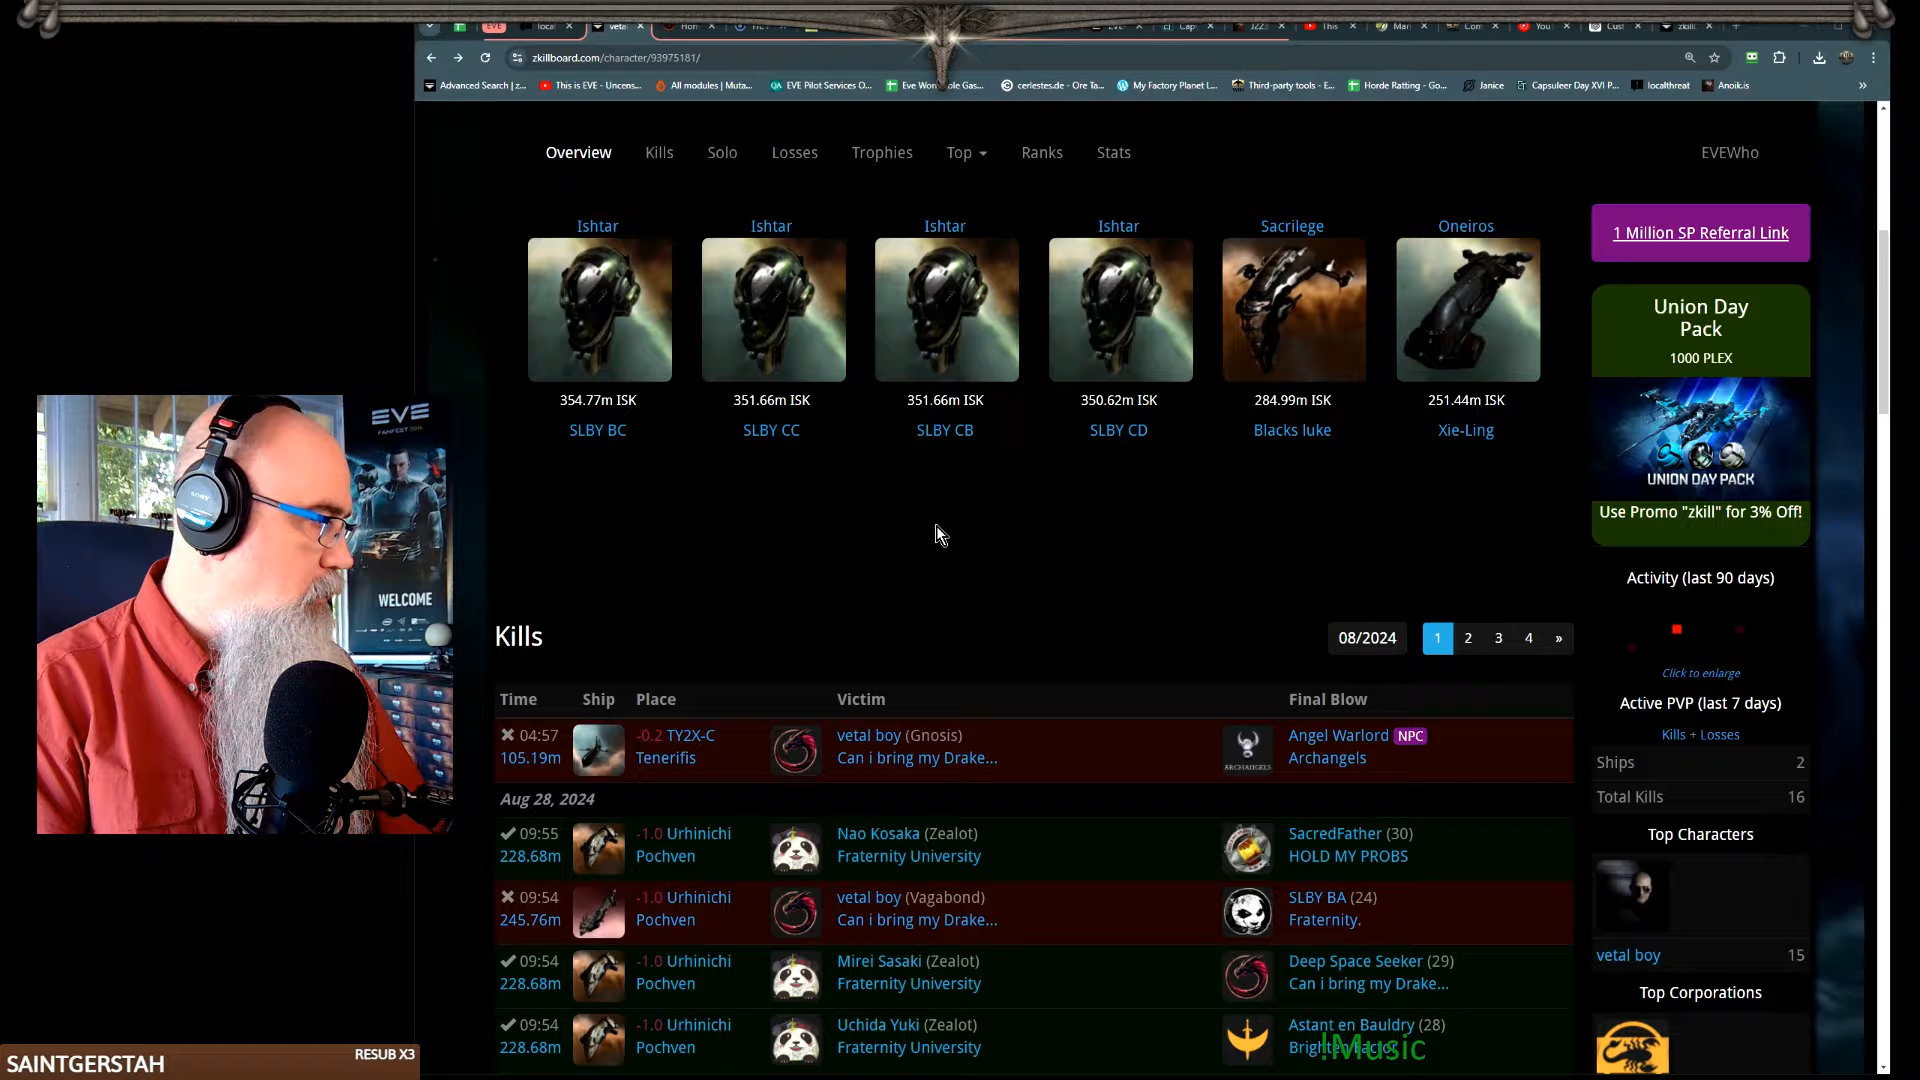 EVE
local
veta
This
Mar
You
zkill
zkillboard.com/character/93975181/
Advanced Search | z...
This is EVE - Uncens...
All modules | Muta...
EVE Pilot Services O...
cerlestes.de - Ore Ta...
My Factory Planet L...
Third-party tools - E...
Horde Ratting - Go...
Janice
Capsuleer Day XVI P...
localthreat
Anoik.is
»
Overview Kills Solo Losses Trophies Top Ranks Stats EVEWho
Ishtar Ishtar Ishtar Ishtar Sacrilege Oneiros
354.77m ISK 351.66m ISK 351.66m ISK 350.62m ISK 284.99m ISK 251.44m ISK
SLBY BC SLBY CC SLBY CB SLBY CD Blacks luke Xie-Ling
1 Million SP Referral Link
Union Day
Pack
1000 PLEX
UNION DAY PACK
Use Promo "zkill" for 3% Off!
Activity (last 90 days)
Click to enlarge
Active PVP (last 7 days)
Kills + Losses
Ships 2
Total Kills 16
Top Characters
vetal boy 15
Top Corporations
Kills 08/2024 1 2 3 4 »
Time Ship Place Victim Final Blow
04:57 -0.2 TY2X-C vetal boy (Gnosis) Angel Warlord NPC
105.19m Tenerifis Can i bring my Drake... Archangels
ARCHANGELS
Aug 28, 2024
09:55 -1.0 Urhinichi Nao Kosaka (Zealot) SacredFather (30)
228.68m Pochven Fraternity University HOLD MY PROBS
09:54 -1.0 Urhinichi vetal boy (Vagabond) SLBY BA (24)
245.76m Pochven Can i bring my Drake... Fraternity.
09:54 -1.0 Urhinichi Mirei Sasaki (Zealot) Deep Space Seeker (29)
228.68m Pochven Fraternity University Can i bring my Drake...
09:54 -1.0 Urhinichi Uchida Yuki (Zealot) Astant en Bauldry (28)
228.68m Pochven Fraternity University
!Music
EVE
FANFEST
WELCOME
SONY
SAINTGERSTAH RESUB X3